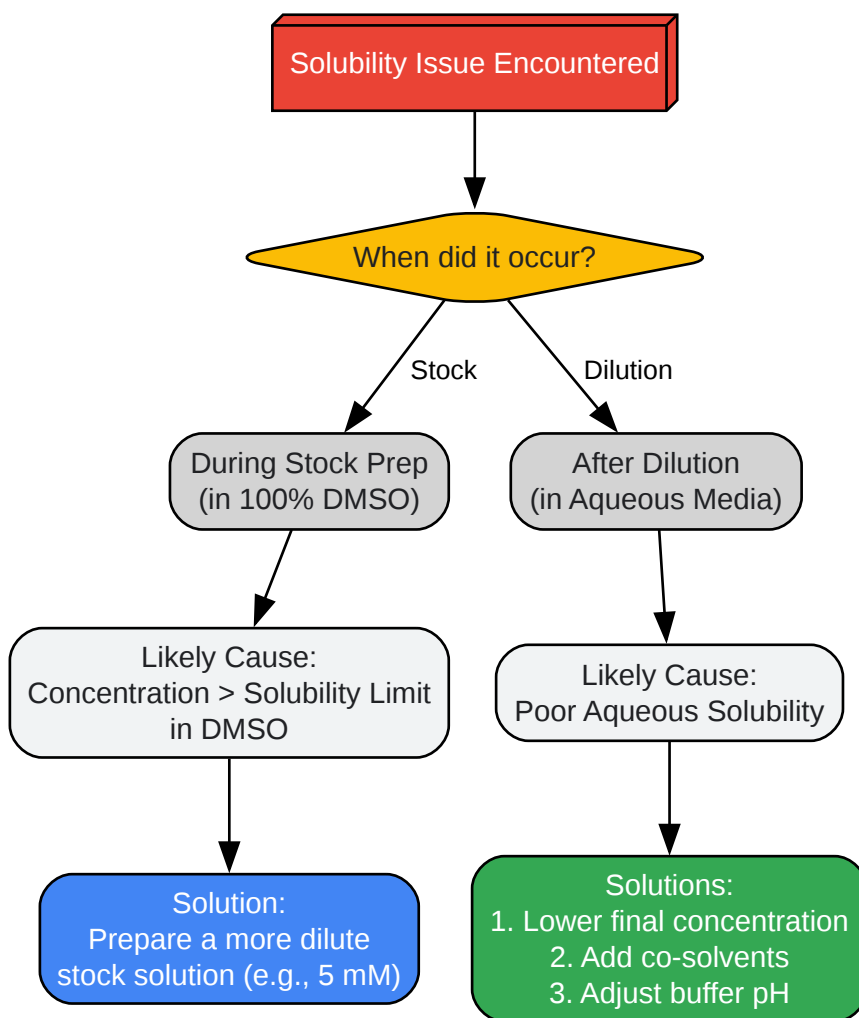 Solubility Issue Encountered
When did it occur?
Stock
Dilution
During Stock Prep
(in 100% DMSO)
After Dilution
(in Aqueous Media)
Likely Cause:
Concentration > Solubility Limit
in DMSO
Likely Cause:
Poor Aqueous Solubility
Solution:
Prepare a more dilute
stock solution (e.g., 5 mM)
Solutions:
1. Lower final concentration
2. Add co-solvents
3. Adjust buffer pH